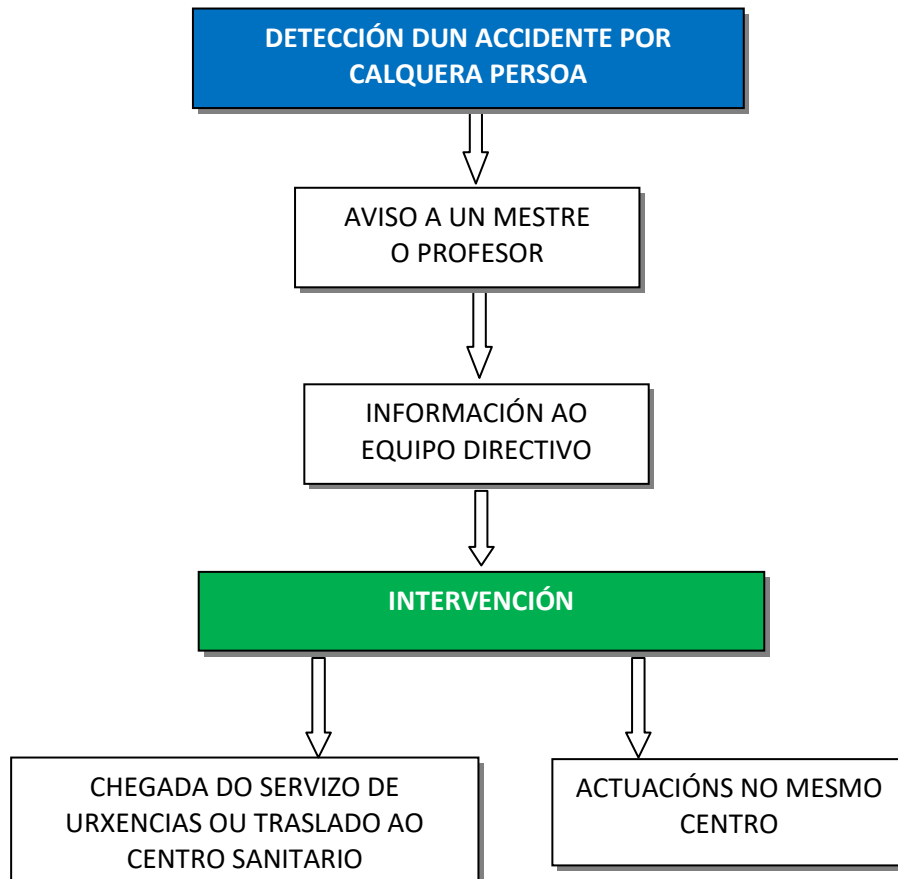 DETECCIÓN DUN ACCIDENTE POR
CALQUERA PERSOA
AVISO A UN MESTRE
O PROFESOR
INFORMACIÓN AO
EQUIPO DIRECTIVO
INTERVENCIÓN
CHEGADA DO SERVIZO DE
URXENCIAS OU TRASLADO AO
CENTRO SANITARIO
ACTUACIÓNS NO MESMO
CENTRO